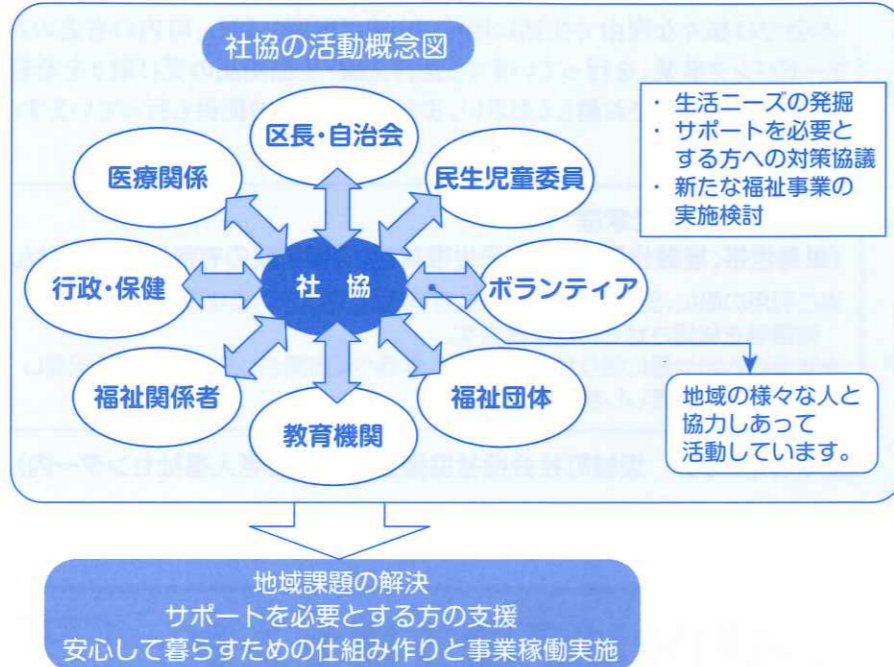 社協の活動概念図
区長・自治会
医療関係
民生児童委員
行政・保健
社 協
ボランティア
福祉関係者
福祉団体
教育機関
・ 生活ニーズの発掘
・ サポートを必要と
する方への対策協議
・ 新たな福祉事業の
実施検討
地域の様々な人と
協力しあって
活動しています。
地域課題の解決
サポートを必要とする方の支援
安心して暮らすための仕組み作りと事業稼働実施